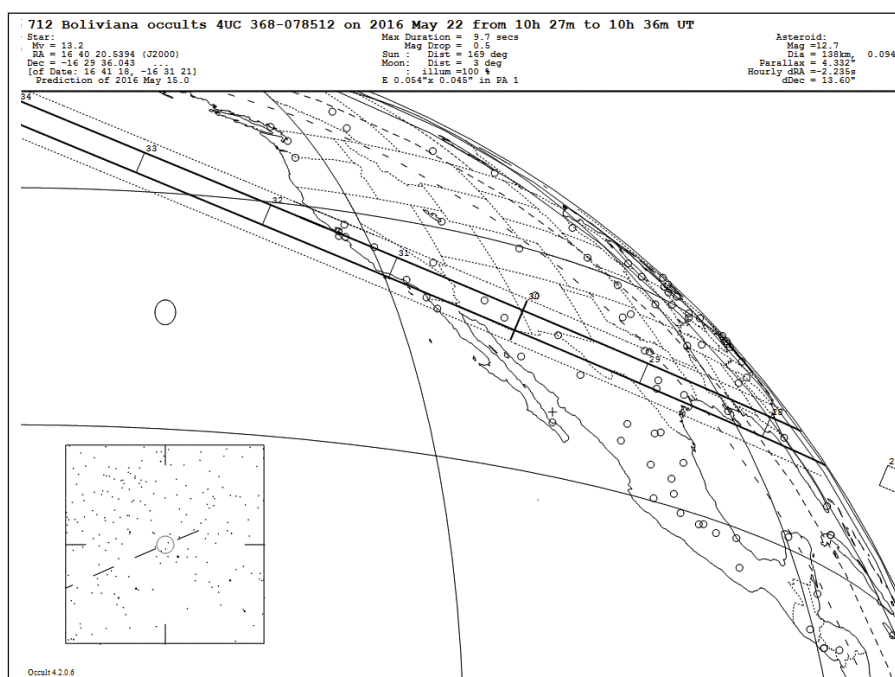 712 Boliviana occults 4UC 368-078512 on 2016 May 22 from 10h 27m to 10h 36m UT
Star:
Mv = 13.2
RA = 16 40 20.5394 (J2000)
Dec = -16 29 36.043 ...
[of Date: 16 41 18, -16 31 21]
Prediction of 2016 May 15.0
Max Duration = 9.7 secs
Mag Drop = 0.5
Sun : Dist = 169 deg
Moon: Dist = 3 deg
: illum =100 %
E 0.054"x 0.045" in PA 1
Asteroid:
Mag =12.7
Dia = 138km, 0.094
Parallax = 4.332"
Hourly dRA =-2.235s
dDec = 13.60"
34
33
32
31
30
29
28
2
Occult 4.2.0.6